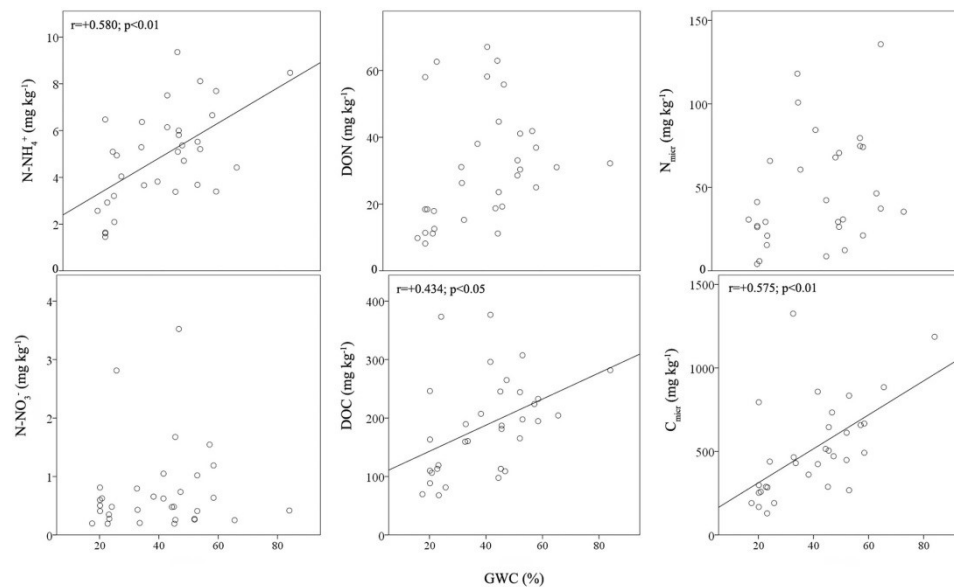 r=+0.580; p<0.01
N-NH₄⁺ (mg kg⁻¹)
10
8
6
4
2
0
DON (mg kg⁻¹)
60
40
20
0
N_micr (mg kg⁻¹)
150
100
50
0
N-NO₃⁻ (mg kg⁻¹)
4
3
2
1
0
20 40 60 80
r=+0.434; p<0.05
DOC (mg kg⁻¹)
400
300
200
100
0
20 40 60 80
r=+0.575; p<0.01
C_micr (mg kg⁻¹)
1500
1000
500
0
20 40 60 80
GWC (%)